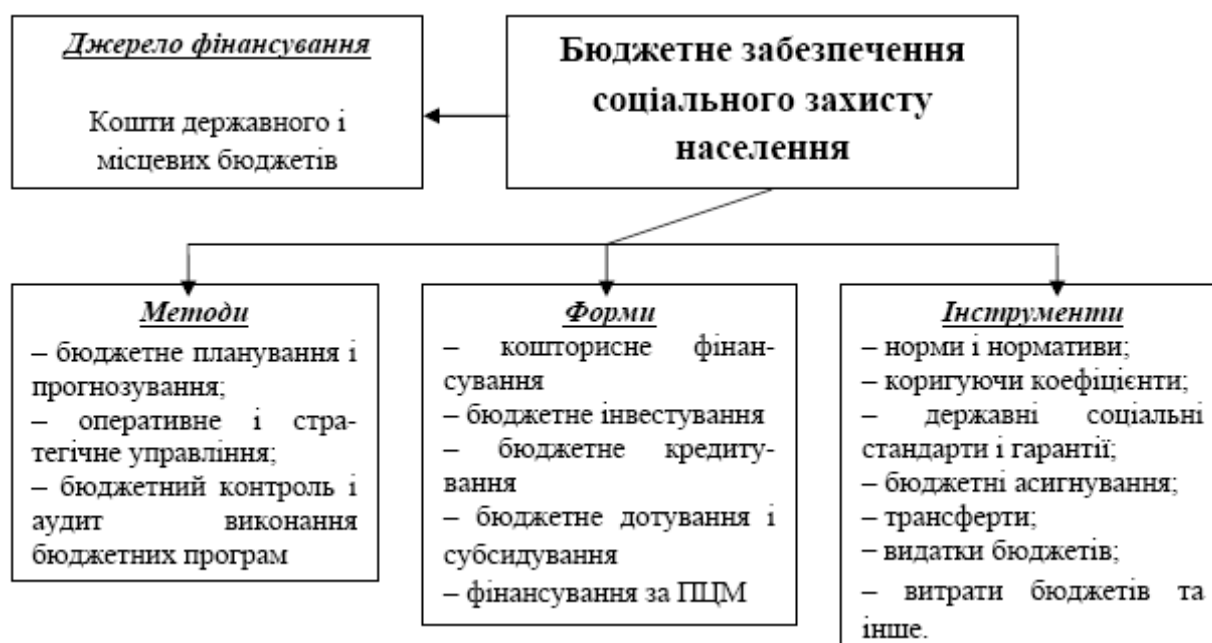 Джерело фінансування
Кошти державного і
місцевих бюджетів
Бюджетне забезпечення
соціального захисту
населення
Методи
– бюджетне планування і
прогнозування;
– оперативне і стра-
тегічне управління;
– бюджетний контроль і
аудит виконання
бюджетних програм
Форми
– кошторисне фінан-
сування
– бюджетне інвестування
– бюджетне кредиту-
вання
– бюджетне дотування і
субсидування
– фінансування за ПЦМ
Інструменти
– норми і нормативи;
– коригуючи коефіцієнти;
– державні соціальні
стандарти і гарантії;
– бюджетні асигнування;
– трансферти;
– видатки бюджетів;
– витрати бюджетів та
інше.